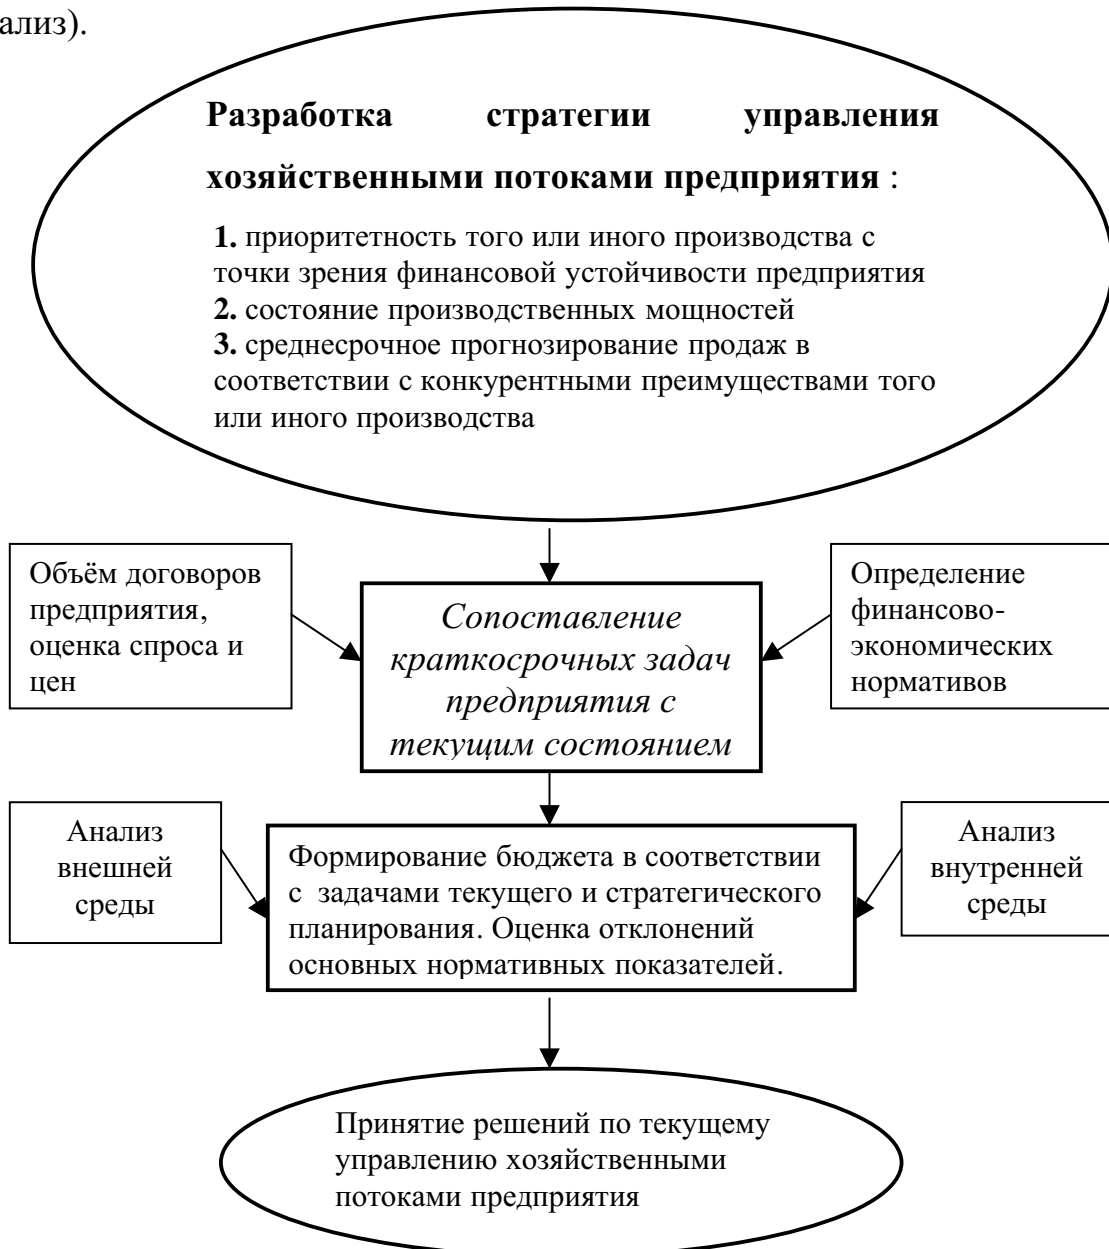 ализ).
Разработка стратегии управления
хозяйственными потоками предприятия :
1. приоритетность того или иного производства с
точки зрения финансовой устойчивости предприятия
2. состояние производственных мощностей
3. среднесрочное прогнозирование продаж в
соответствии с конкурентными преимуществами того
или иного производства
Объём договоров
предприятия,
оценка спроса и
цен
Сопоставление
краткосрочных задач
предприятия с
текущим состоянием
Определение
финансово-
экономических
нормативов
Анализ
внешней
среды
Формирование бюджета в соответствии
с задачами текущего и стратегического
планирования. Оценка отклонений
основных нормативных показателей.
Анализ
внутренней
среды
Принятие решений по текущему
управлению хозяйственными
потоками предприятия